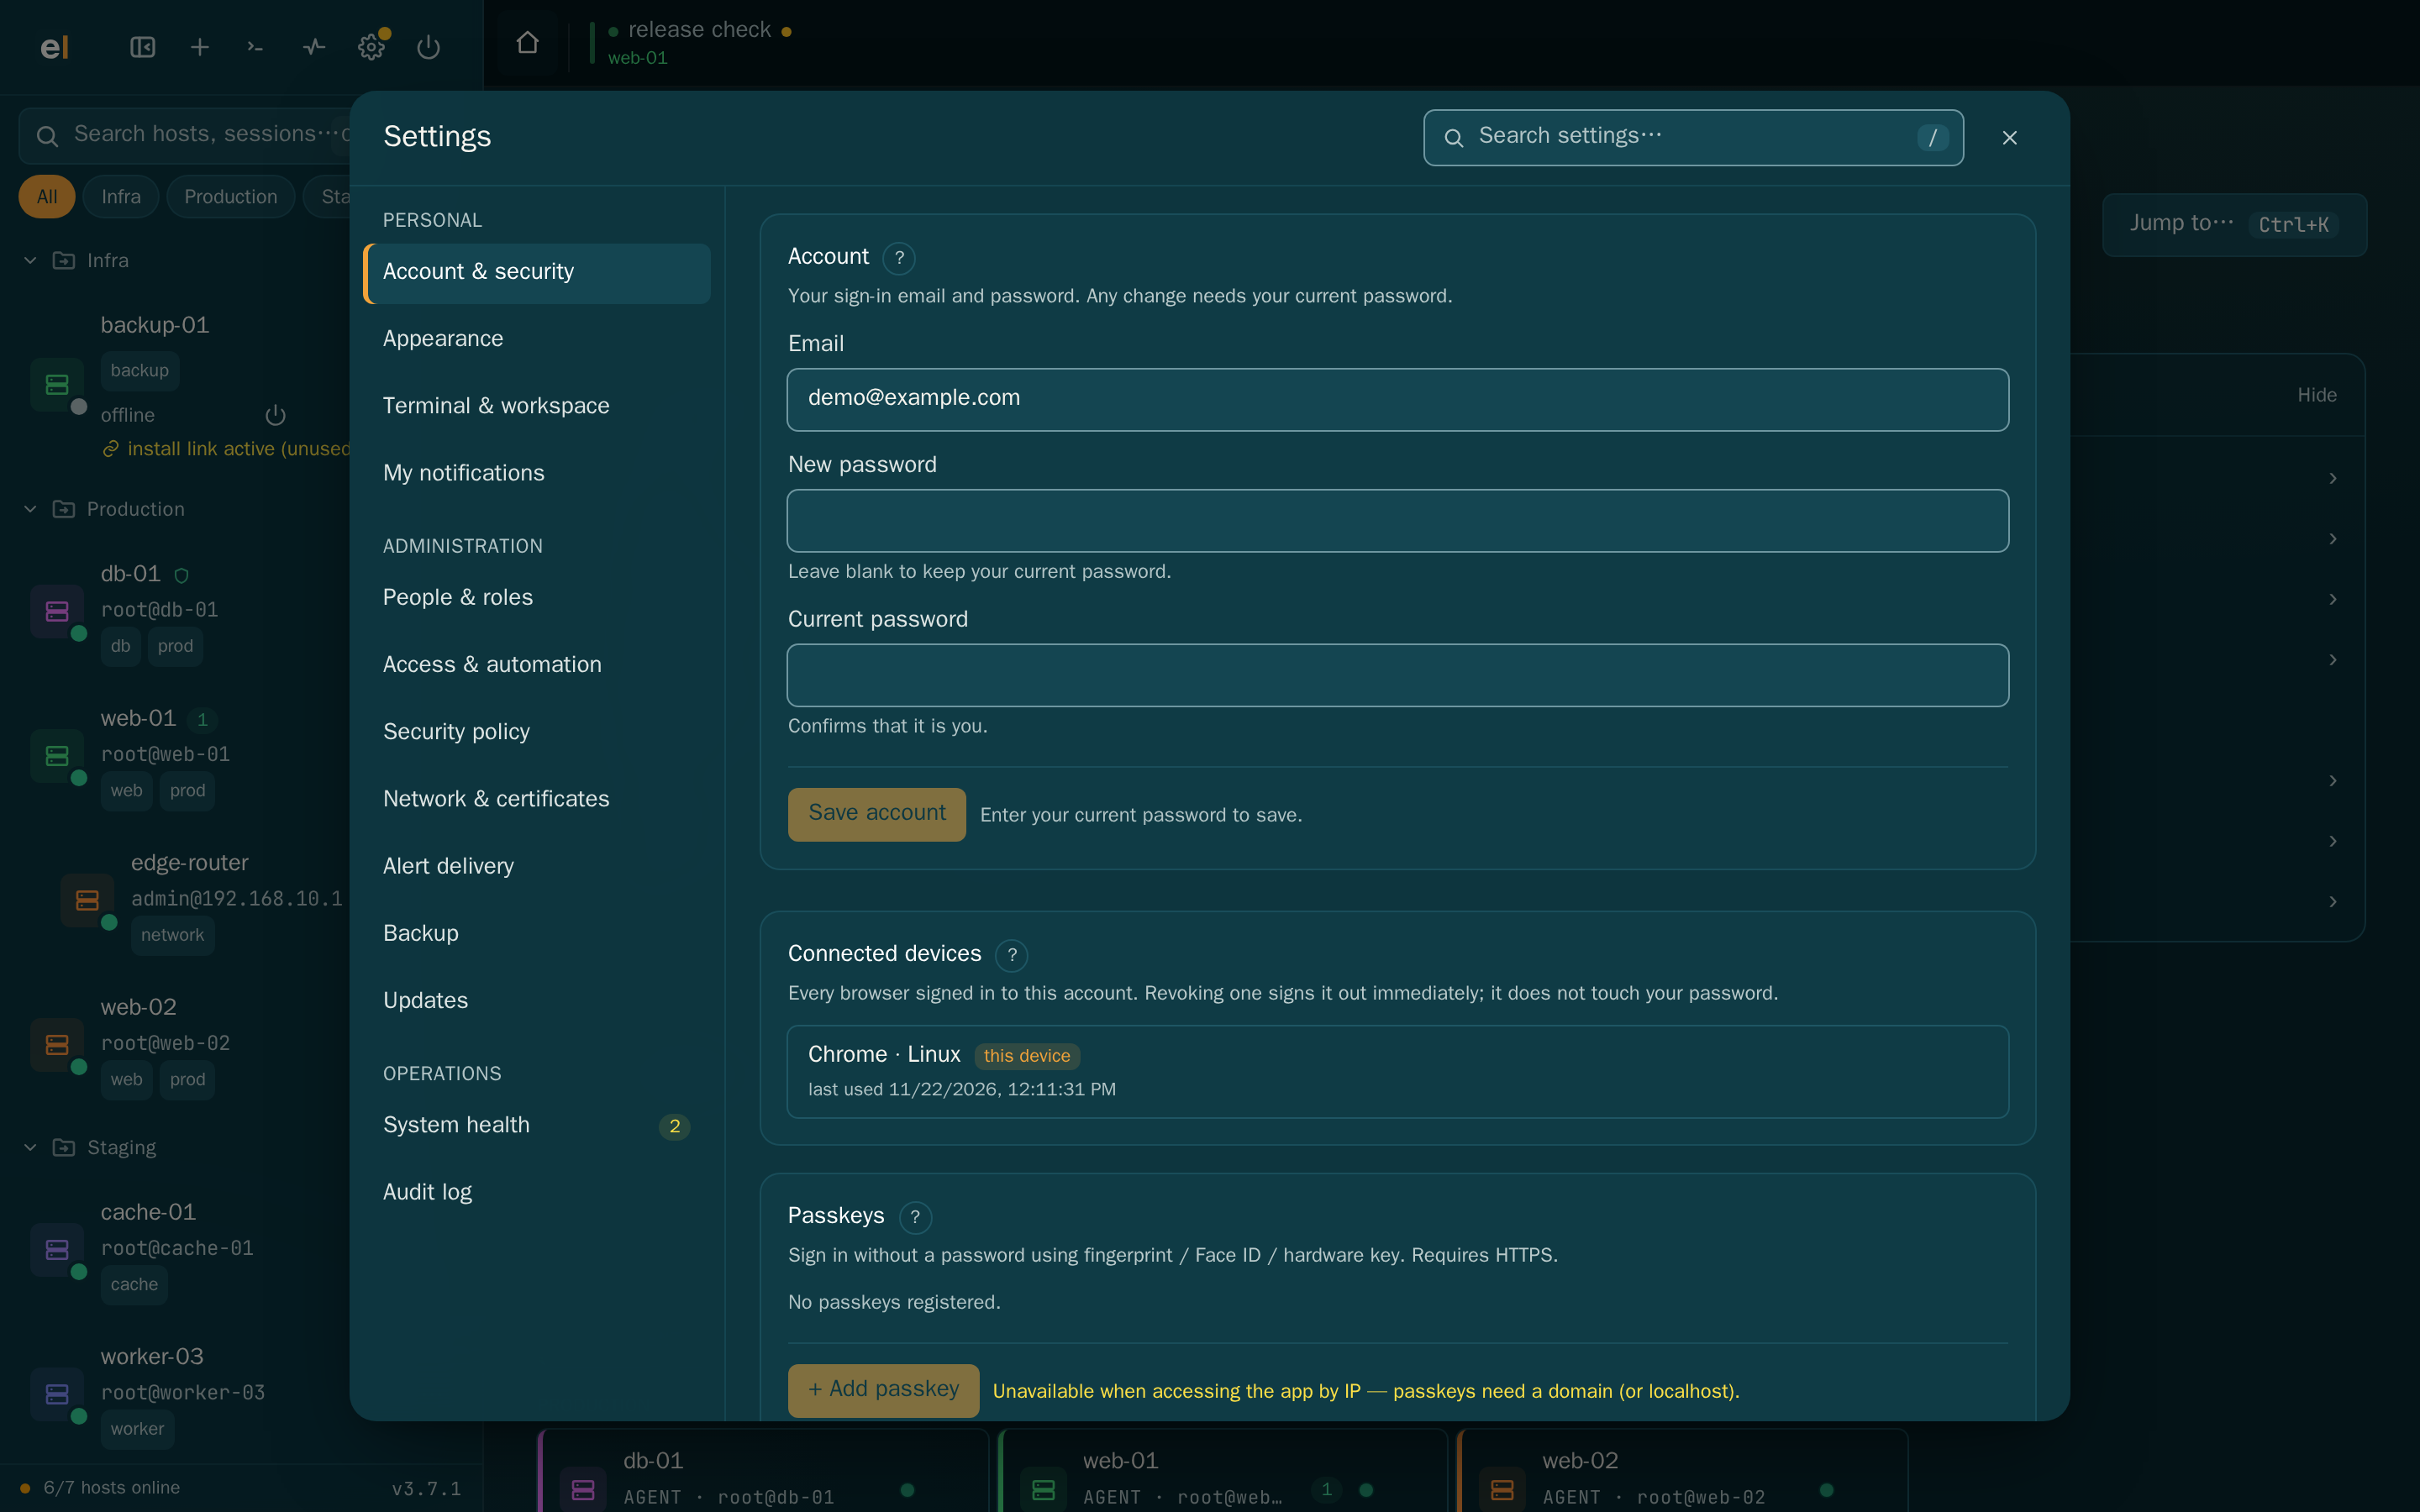 el
release check
web-01
Search hosts, sessions…
All
Infra
Production
Sta
Jump to… Ctrl+K
Infra
backup-01
backup
offline
install link active (unused
Production
db-01
root@db-01
db prod
web-01 1
root@web-01
web prod
edge-router
admin@192.168.10.1
network
web-02
root@web-02
web prod
Staging
cache-01
root@cache-01
cache
worker-03
root@worker-03
worker
6/7 hosts online v3.7.1
Settings
Search settings… /
PERSONAL
Account & security
Appearance
Terminal & workspace
My notifications
ADMINISTRATION
People & roles
Access & automation
Security policy
Network & certificates
Alert delivery
Backup
Updates
OPERATIONS
System health 2
Audit log
Account ?
Your sign-in email and password. Any change needs your current password.
Email
demo@example.com
New password
Leave blank to keep your current password.
Current password
Confirms that it is you.
Save account Enter your current password to save.
Connected devices ?
Every browser signed in to this account. Revoking one signs it out immediately; it does not touch your password.
Chrome · Linux this device
last used 11/22/2026, 12:11:31 PM
Passkeys ?
Sign in without a password using fingerprint / Face ID / hardware key. Requires HTTPS.
No passkeys registered.
+ Add passkey Unavailable when accessing the app by IP — passkeys need a domain (or localhost).
Hide
db-01
AGENT · root@db-01
web-01
AGENT · root@web… 1
web-02
AGENT · root@web-02